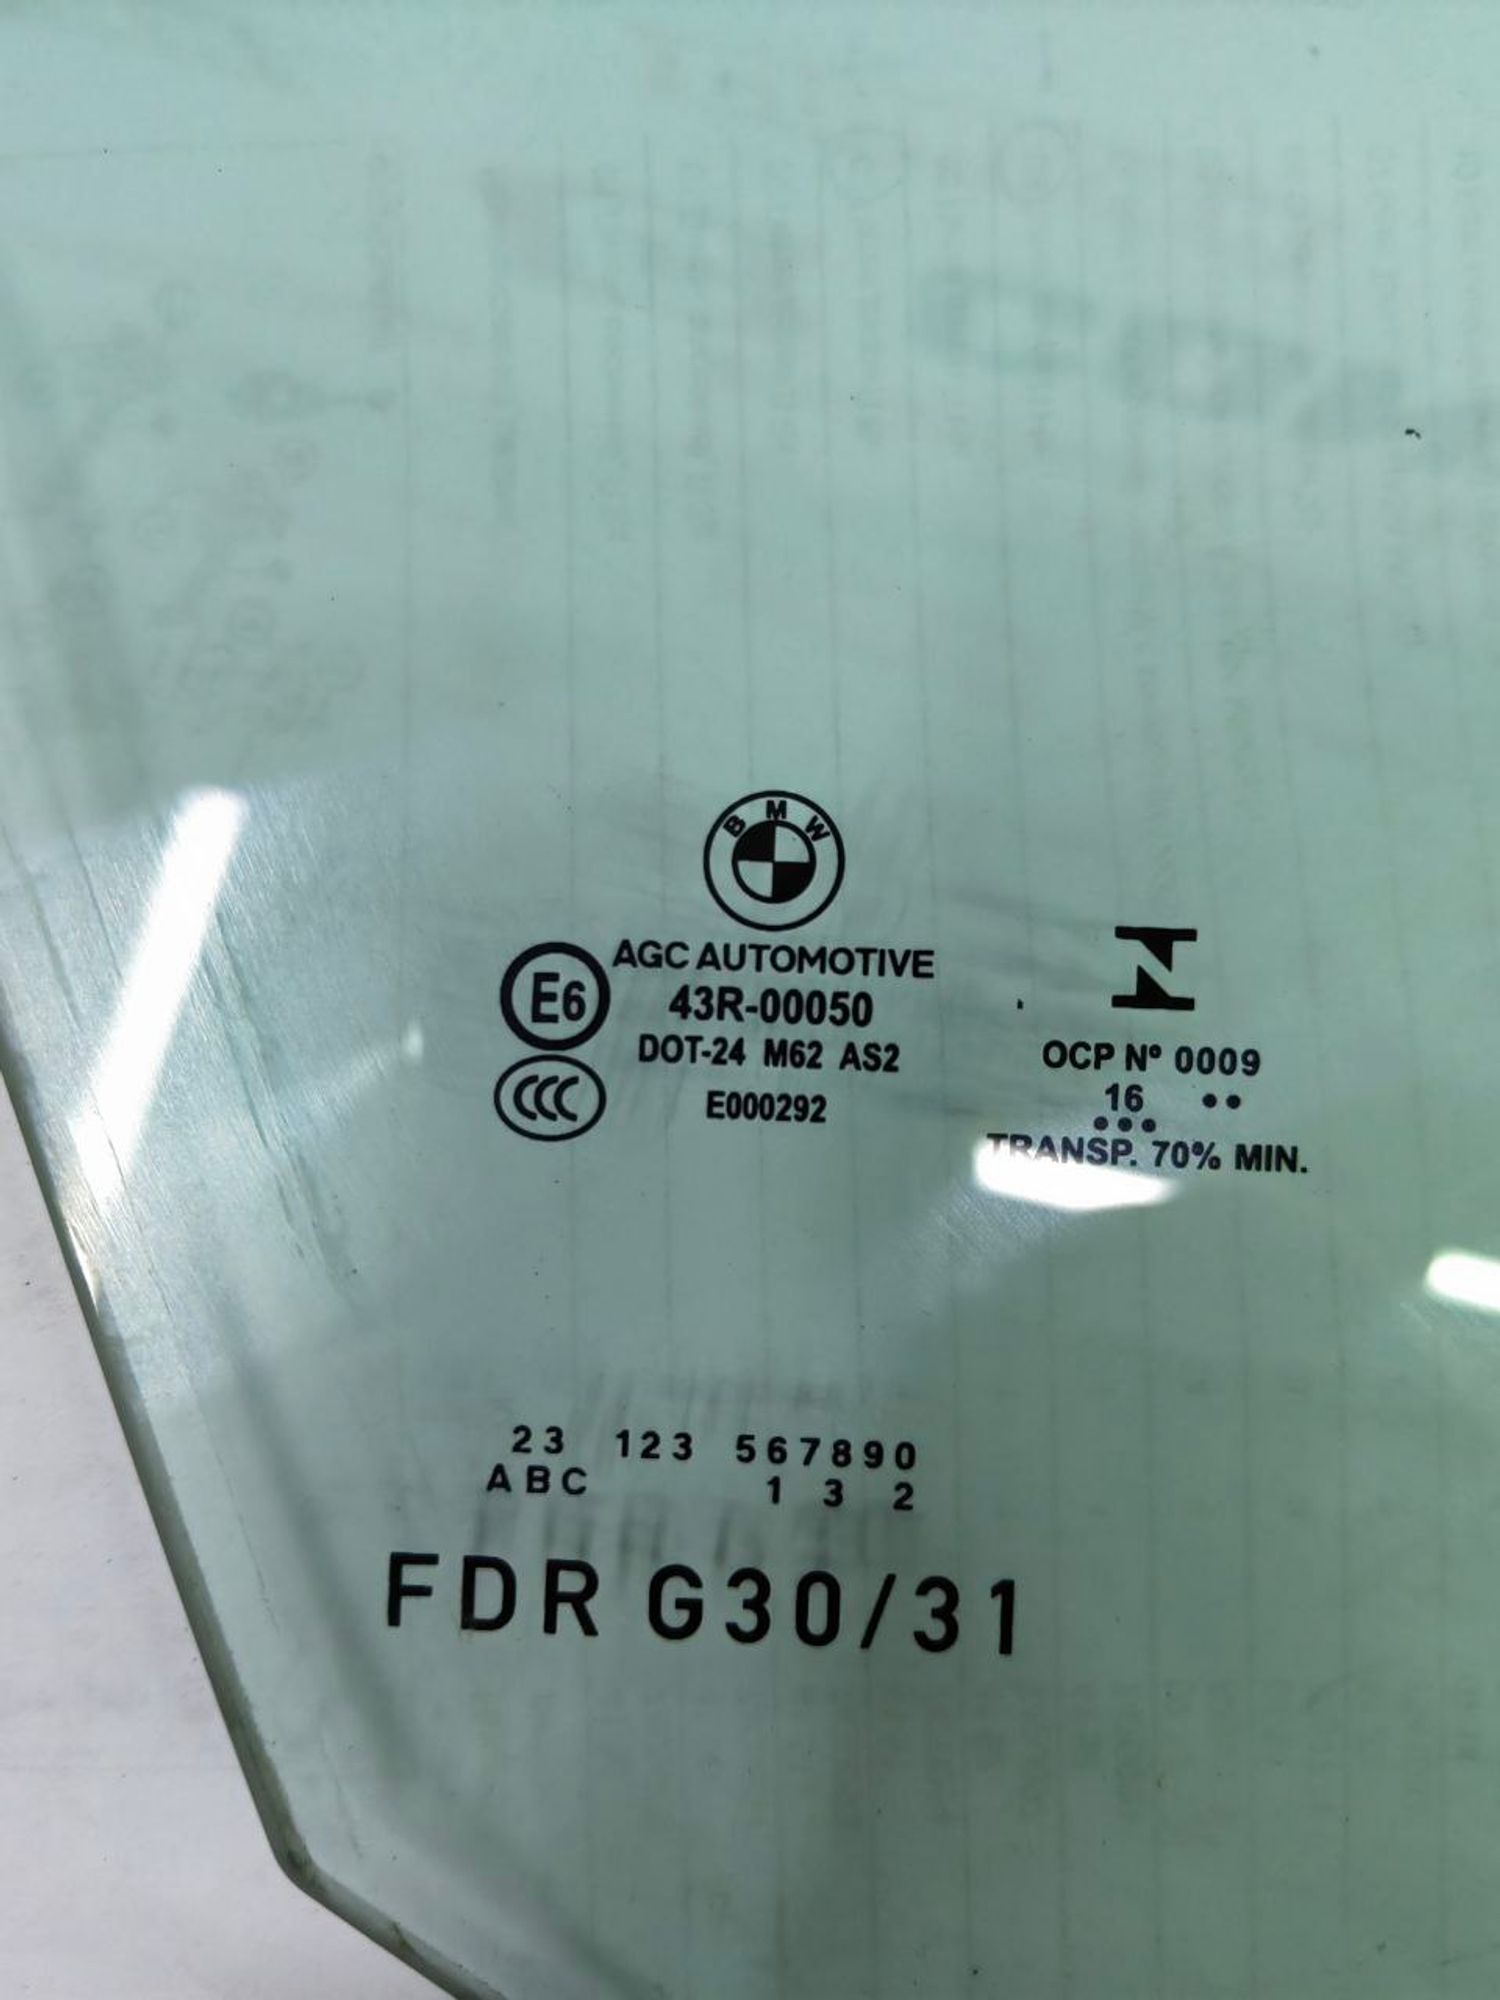 BMW
AGC AUTOMOTIVE
E6
43R-00050
DOT-24 M62 AS2
CCC
E000292
OCP Nº 0009
16 ••
•••
TRANSP. 70% MIN.
23 123 567890
ABC 1 3 2
FDR G30/31